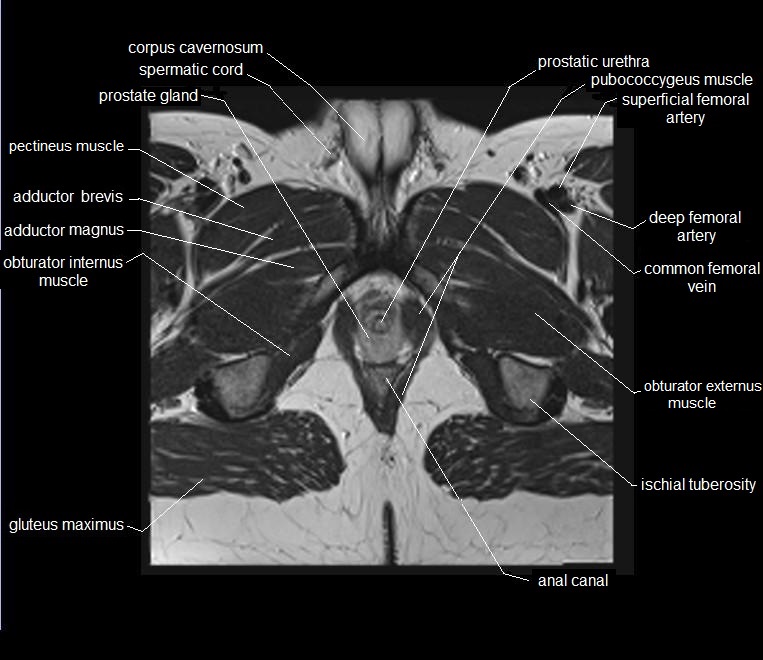 corpus cavernosum
spermatic cord
prostate gland
pectineus muscle
adductor brevis
adductor magnus
obturator internus
muscle
gluteus maximus
prostatic urethra
pubococcygeus muscle
superficial femoral
artery
deep femoral
artery
common femoral
vein
obturator externus
muscle
ischial tuberosity
anal canal